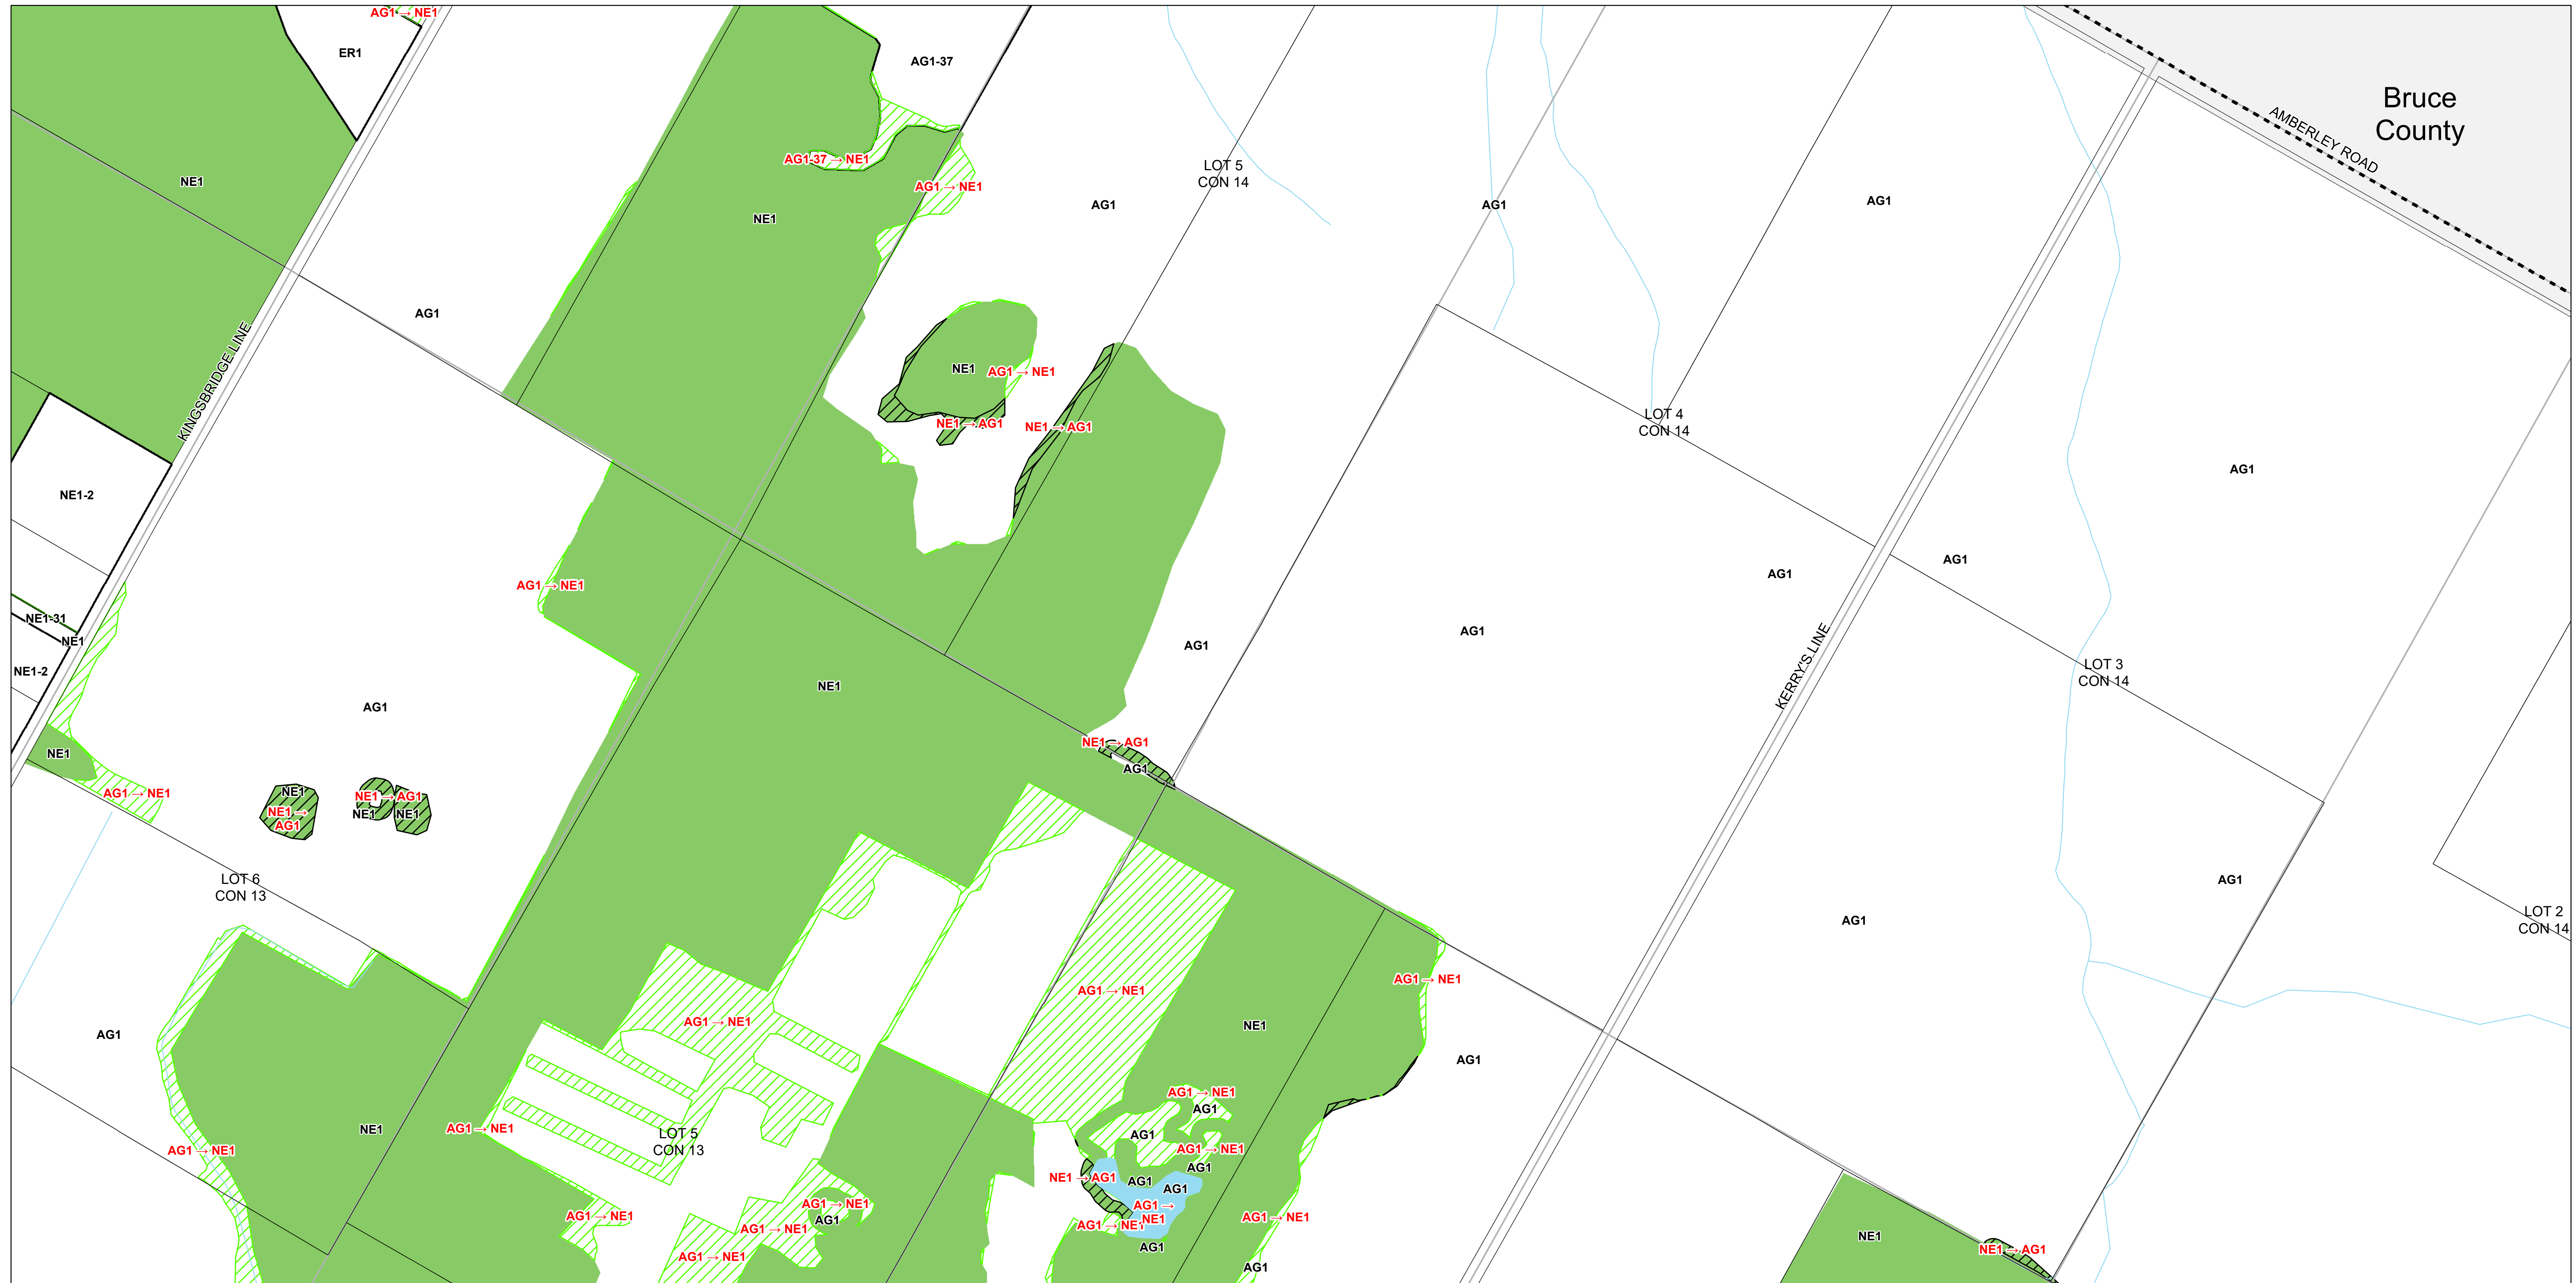 AG1 → NE1
ER1
AG1-37
Bruce
County
AMBERLEY ROAD
AG1-37 → NE1
LOT 5
CON 14
NE1
AG1 → NE1
NE1
AG1
AG1
AG1
AG1
KINGSBRIDGE LINE
NE1
AG1 → NE1
NE1 → AG1
NE1 → AG1
LOT 4
CON 14
AG1
NE1-2
AG1
AG1
AG1 → NE1
NE1-31
NE1
AG1
AG1
KERRY'S LINE
NE1-2
LOT 3
CON 14
NE1
AG1
NE1
NE1 → AG1
AG1
AG1 → NE1
NE1
NE1 →
AG1
NE1 → AG1
NE1
NE1
LOT 6
CON 13
AG1
AG1
LOT 2
CON 14
AG1 → NE1
AG1 → NE1
AG1 → NE1
NE1
AG1
AG1
AG1 → NE1
AG1
NE1
AG1 → NE1
LOT 5
CON 13
AG1
AG1 → NE1
AG1 → NE1
AG1
NE1 → AG1
AG1
AG1
AG1 → NE1
AG1
AG1 → NE1
AG1 →
NE1
AG1 → NE1
AG1 → NE1
AG1 → NE1
AG1 → NE1
AG1
NE1
NE1 → AG1
AG1 → NE1
AG1